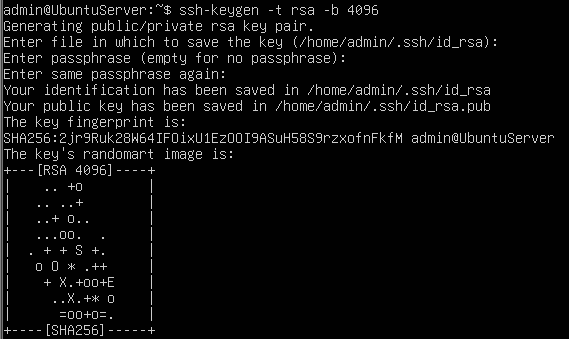 admin@UbuntuServer:~$ ssh-keygen -t rsa -b 4096
Generating public/private rsa key pair.
Enter file in which to save the key (/home/admin/.ssh/id_rsa):
Enter passphrase (empty for no passphrase):
Enter same passphrase again:
Your identification has been saved in /home/admin/.ssh/id_rsa
Your public key has been saved in /home/admin/.ssh/id_rsa.pub
The key fingerprint is:
SHA256:2jr9Ruk28W64IFOixU1EzOOI9ASuH58S9rzxofnFkfM admin@UbuntuServer
The key's randomart image is:
+---[RSA 4096]----+
|    .. +o        |
|   .. ..+        |
|   ..+ o..       |
|   ...oo.  .     |
|  . + + S +.     |
|   o O * .++     |
|    + X.+oo+E    |
|     ..X.+* o    |
|      =oo+o=.    |
+----[SHA256]-----+